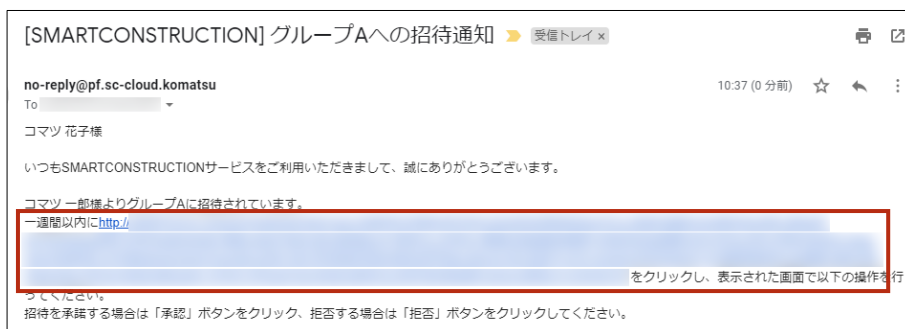 [SMARTCONSTRUCTION] グループAへの招待通知 受信トレイ ×
no-reply@pf.sc-cloud.komatsu 10:37 (0 分前)
To
コマツ 花子様
いつもSMARTCONSTRUCTIONサービスをご利用いただきまして、誠にありがとうございます。
コマツ 一郎様よりグループAに招待されています。
一週間以内にhttp:/
をクリックし、表示された画面で以下の操作を行
ってください。
招待を承諾する場合は「承認」ボタンをクリック、拒否する場合は「拒否」ボタンをクリックしてください。